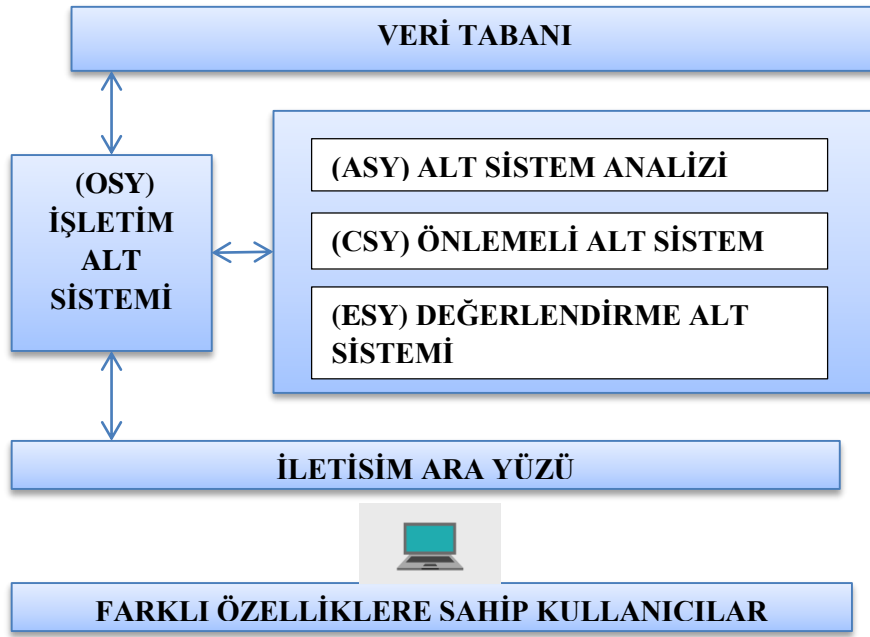 VERİ TABANI
(OSY)
İŞLETİM
ALT
SİSTEMİ
(ASY) ALT SİSTEM ANALİZİ
(CSY) ÖNLEMELİ ALT SİSTEM
(ESY) DEĞERLENDİRME ALT
SİSTEMİ
İLETİSİM ARA YÜZÜ
FARKLI ÖZELLİKLERE SAHİP KULLANICILAR